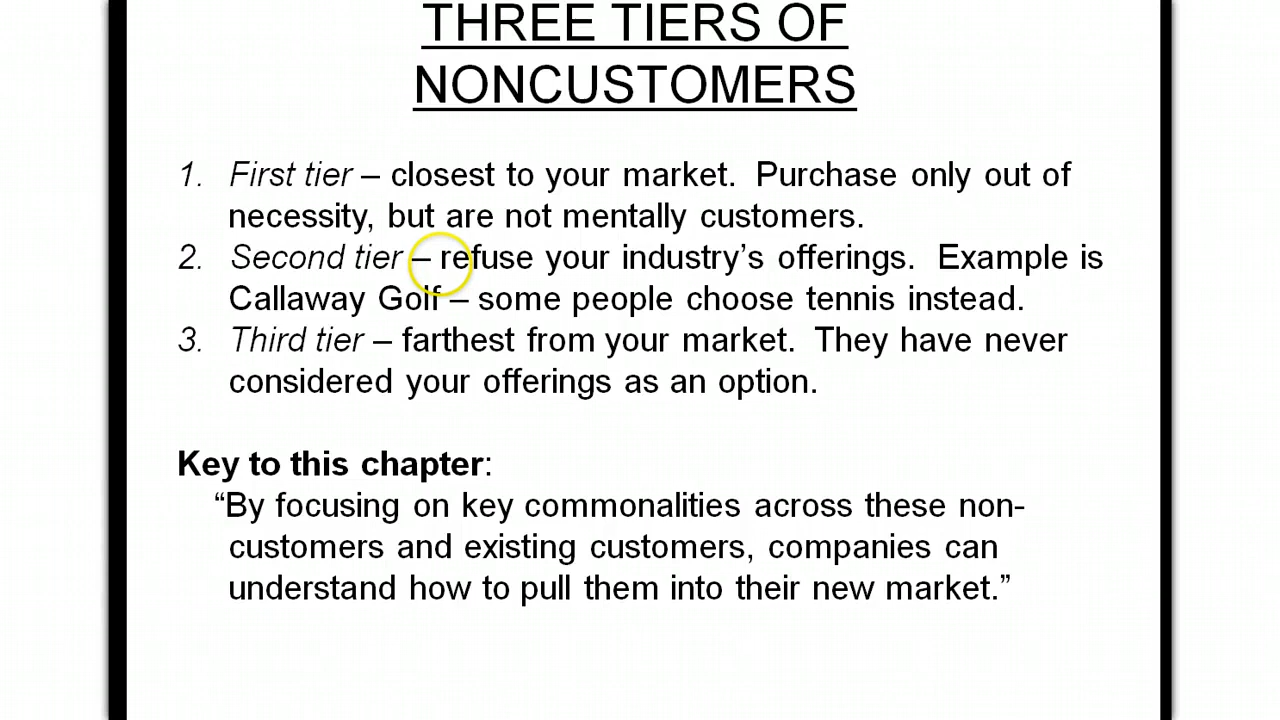 THREE TIERS OF
NONCUSTOMERS
1. First tier – closest to your market.  Purchase only out of
necessity, but are not mentally customers.
2. Second tier – refuse your industry’s offerings.  Example is
Callaway Golf – some people choose tennis instead.
3. Third tier – farthest from your market.  They have never
considered your offerings as an option.
Key to this chapter:
“By focusing on key commonalities across these non-
customers and existing customers, companies can
understand how to pull them into their new market.”